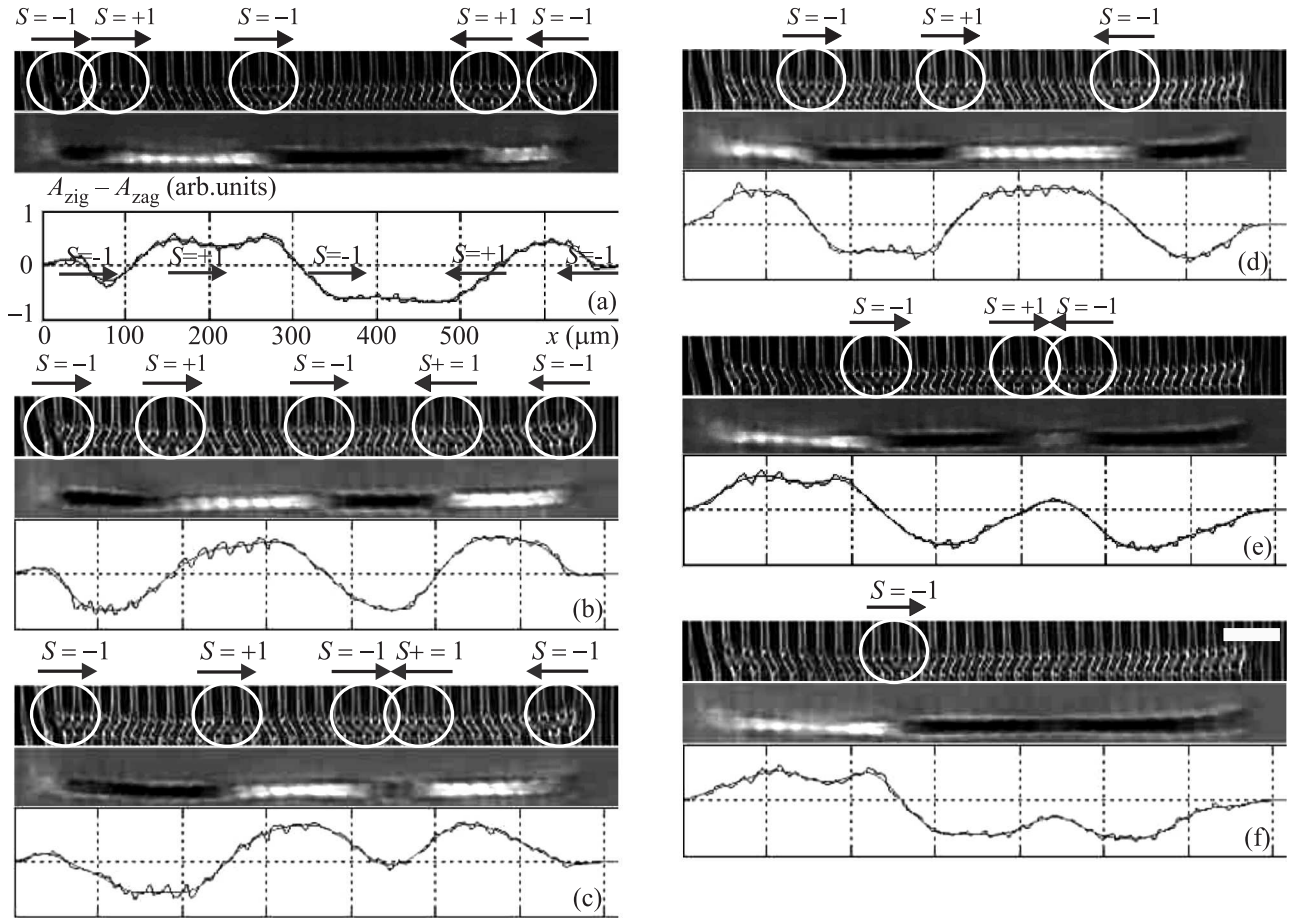 S = −1 S = +1 S = −1 S = +1 S = −1
A_zig − A_zag (arb.units)
1
0
−1
S=−1 S=+1 S=−1 S=+1 S=−1
(a)
0 100 200 300 400 500 x (μm)
S = −1 S = +1 S = −1 S+ = 1 S = −1
(b)
S = −1 S = +1 S = −1 S+ = 1 S = −1
(c)
S = −1 S = +1 S = −1
(d)
S = −1 S = +1 S = −1
(e)
S = −1
(f)